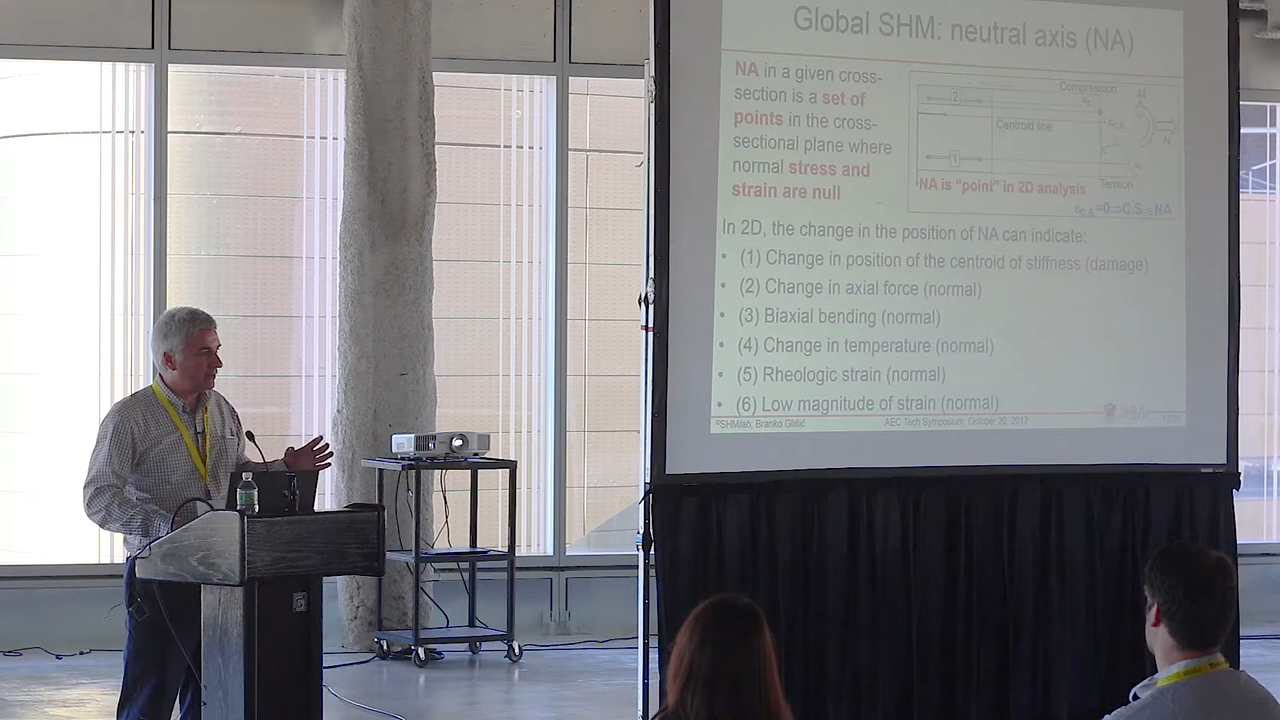 Global SHM: neutral axis (NA)
NA in a given cross-
section is a set of
points in the cross-
sectional plane where
normal stress and
strain are null
Compression
M
2
Centroid line
N
1
NA is "point" in 2D analysis
Tension
=0⇒C.S.≡NA
In 2D, the change in the position of NA can indicate:
• (1) Change in position of the centroid of stiffness (damage)
• (2) Change in axial force (normal)
• (3) Biaxial bending (normal)
• (4) Change in temperature (normal)
• (5) Rheologic strain (normal)
• (6) Low magnitude of strain (normal)
©SHMlab, Branko Glišić
AEC Tech Symposium, October 20, 2017